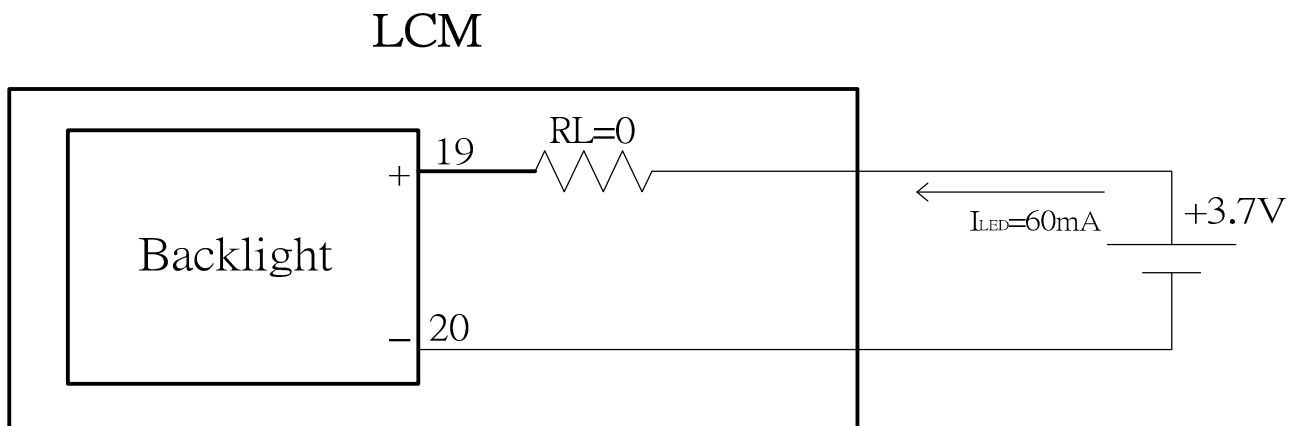 LCM
RL=0
19
+
Backlight
ILED=60mA
+3.7V
20
−